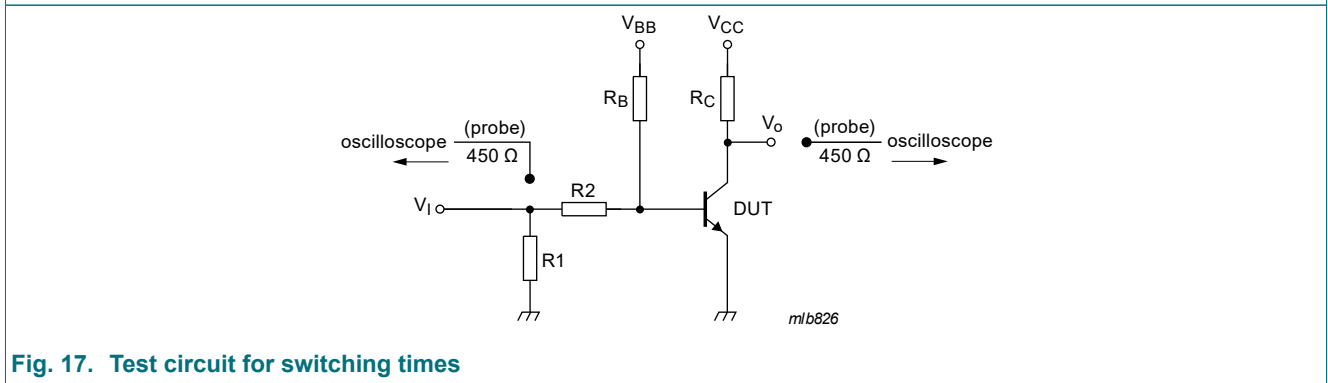 VBB
VCC
RB
RC
Vo
(probe)
oscilloscope
450 Ω
(probe)
oscilloscope
450 Ω
R2
VI
DUT
R1
mlb826
Fig. 17. Test circuit for switching times